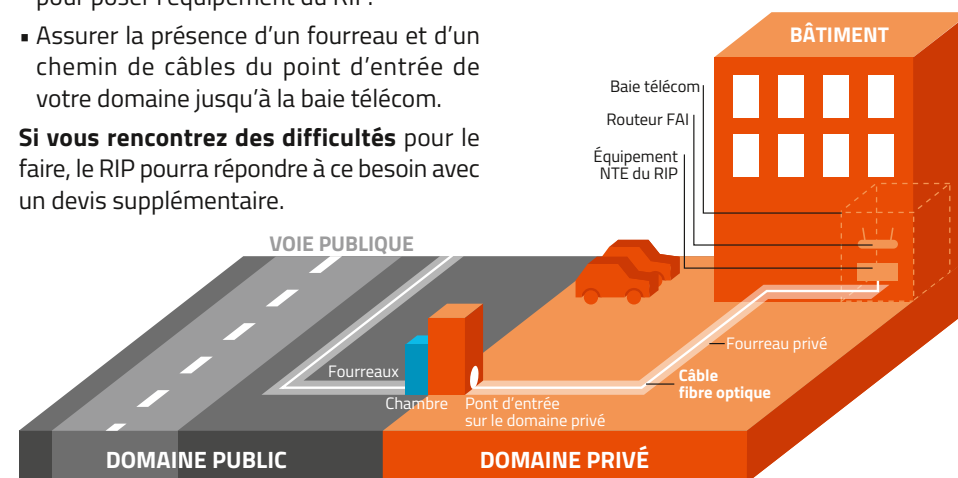 pour poser l'équipement du RIP.
▪ Assurer la présence d’un fourreau et d’un
chemin de câbles du point d’entrée de
votre domaine jusqu’à la baie télécom.
Si vous rencontrez des difficultés pour le
faire, le RIP pourra répondre à ce besoin avec
un devis supplémentaire.
BÂTIMENT
Baie télécom
Routeur FAI
Équipement
NTE du RIP
VOIE PUBLIQUE
Fourreau privé
Fourreaux
Câble
fibre optique
Chambre
Pont d’entrée
sur le domaine privé
DOMAINE PUBLIC
DOMAINE PRIVÉ